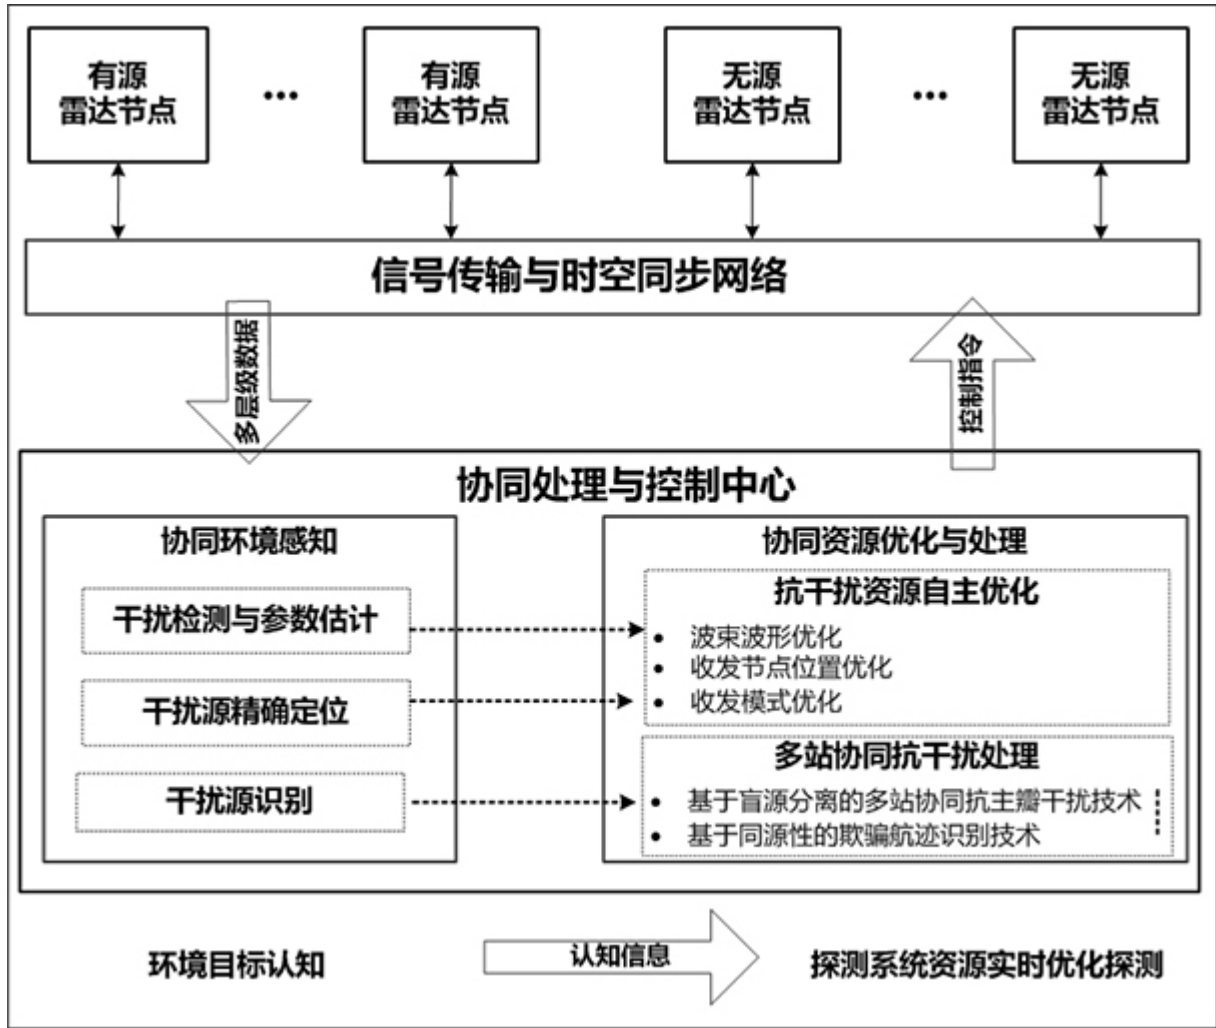 有源
雷达节点
...
有源
雷达节点
无源
雷达节点
...
无源
雷达节点
信号传输与时空同步网络
多层级数据
控制指令
协同处理与控制中心
协同环境感知
干扰检测与参数估计
干扰源精确定位
干扰源识别
协同资源优化与处理
抗干扰资源自主优化
• 波束波形优化
• 收发节点位置优化
• 收发模式优化
多站协同抗干扰处理
• 基于盲源分离的多站协同抗主瓣干扰技术
• 基于同源性的欺骗航迹识别技术
环境目标认知
认知信息
探测系统资源实时优化探测